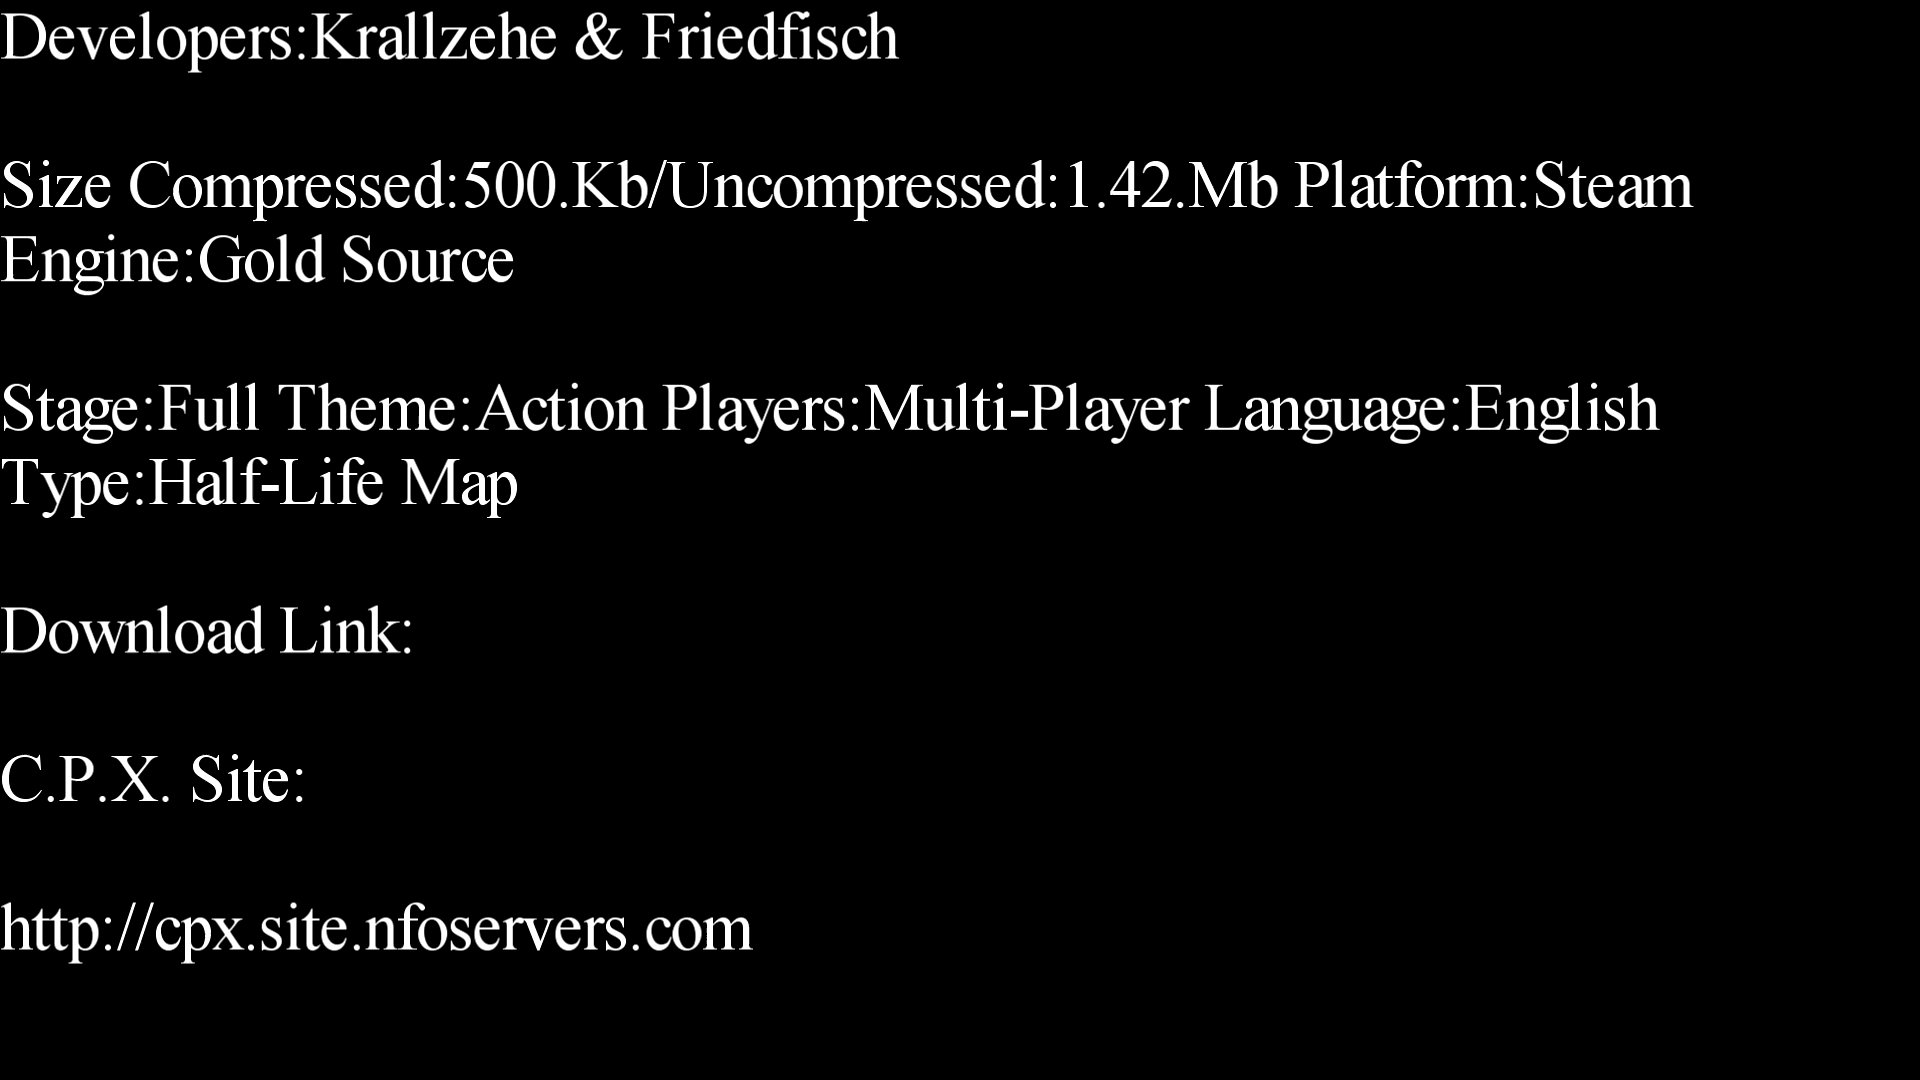 Developers:Krallzehe & Friedfisch
Size Compressed:500.Kb/Uncompressed:1.42.Mb Platform:Steam
Engine:Gold Source
Stage:Full Theme:Action Players:Multi-Player Language:English
Type:Half-Life Map
Download Link:
C.P.X. Site:
http://cpx.site.nfoservers.com